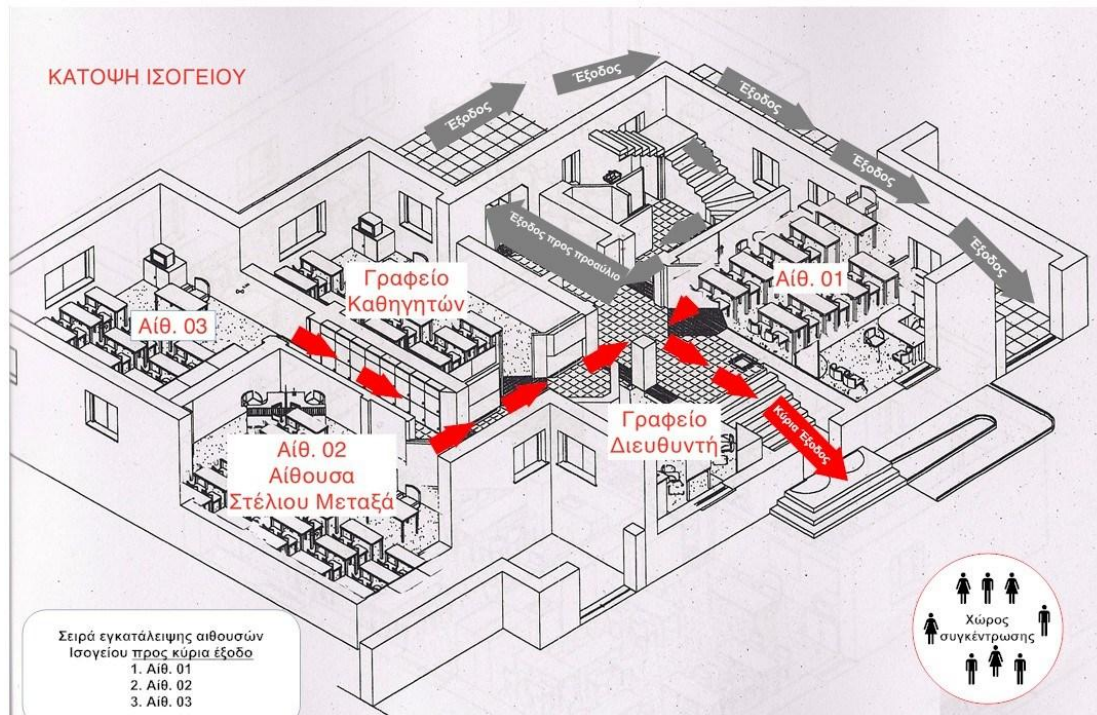 ΚΑΤΟΨΗ ΙΣΟΓΕΙΟΥ
Έξοδος
Έξοδος
Έξοδος
Έξοδος
Έξοδος
Έξοδος προς προαύλιο
Γραφείο
Καθηγητών
Αίθ. 01
Αίθ. 03
Γραφείο
Διευθυντή
Κύρια Έξοδος
Αίθ. 02
Αίθουσα
Στέλιου Μεταξά
Χώρος
συγκέντρωσης
Σειρά εγκατάλειψης αιθουσών
Ισογείου προς κύρια έξοδο
1. Αίθ. 01
2. Αίθ. 02
3. Αίθ. 03